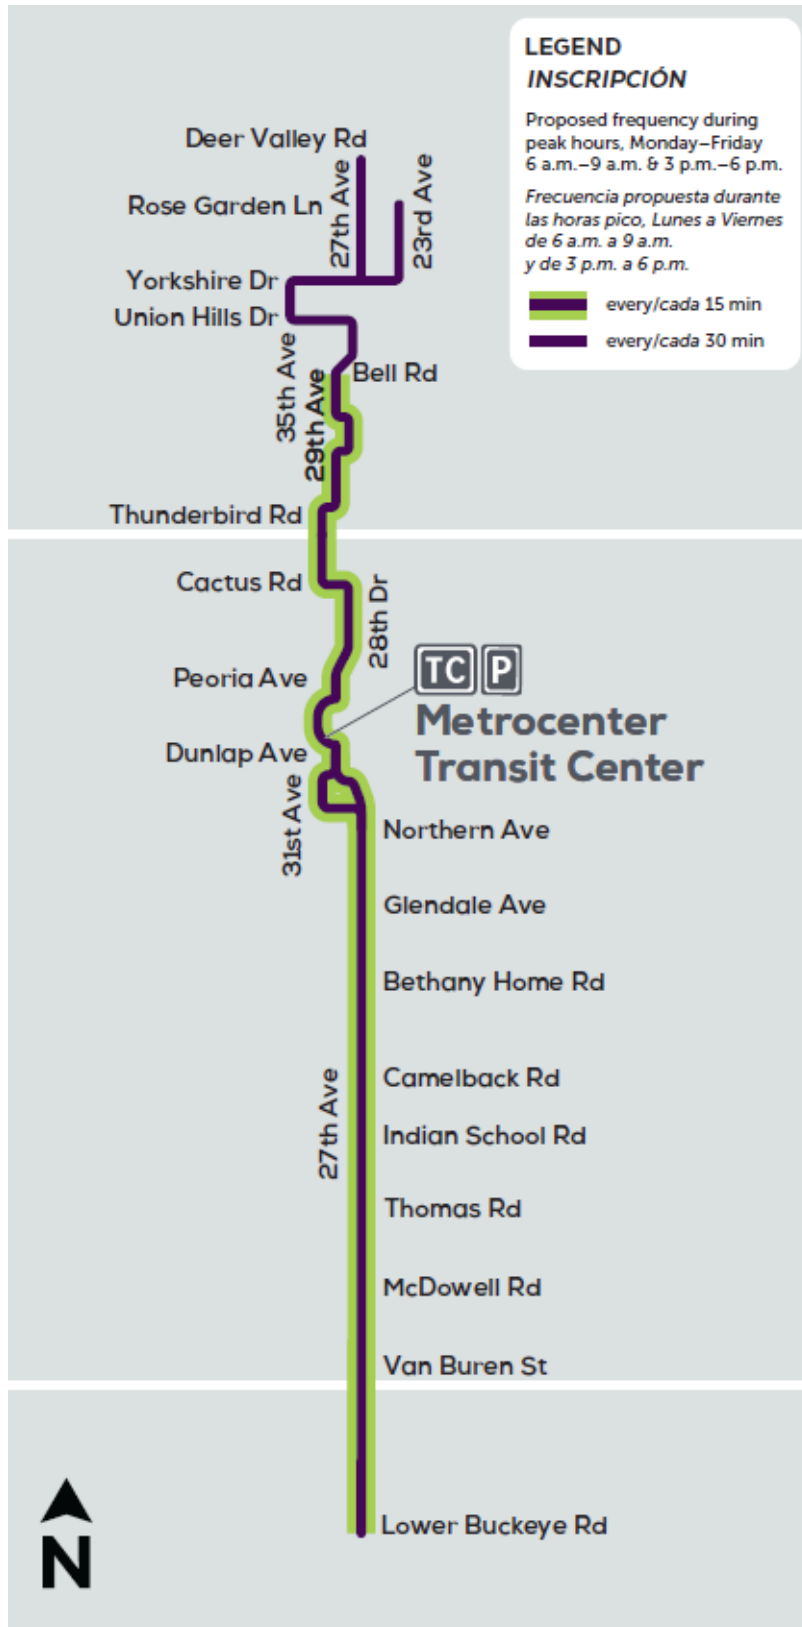 LEGEND
INSCRIPCIÓN
Proposed frequency during
peak hours, Monday–Friday
6 a.m.–9 a.m. & 3 p.m.–6 p.m.
Frecuencia propuesta durante
las horas pico, Lunes a Viernes
de 6 a.m. a 9 a.m.
y de 3 p.m. a 6 p.m.
every/cada 15 min
every/cada 30 min
Deer Valley Rd
27th Ave
23rd Ave
Rose Garden Ln
Yorkshire Dr
Union Hills Dr
35th Ave
29th Ave
Bell Rd
Thunderbird Rd
Cactus Rd
28th Dr
Peoria Ave
TC P
Metrocenter
Transit Center
Dunlap Ave
31st Ave
Northern Ave
Glendale Ave
Bethany Home Rd
27th Ave
Camelback Rd
Indian School Rd
Thomas Rd
McDowell Rd
Van Buren St
Lower Buckeye Rd
N